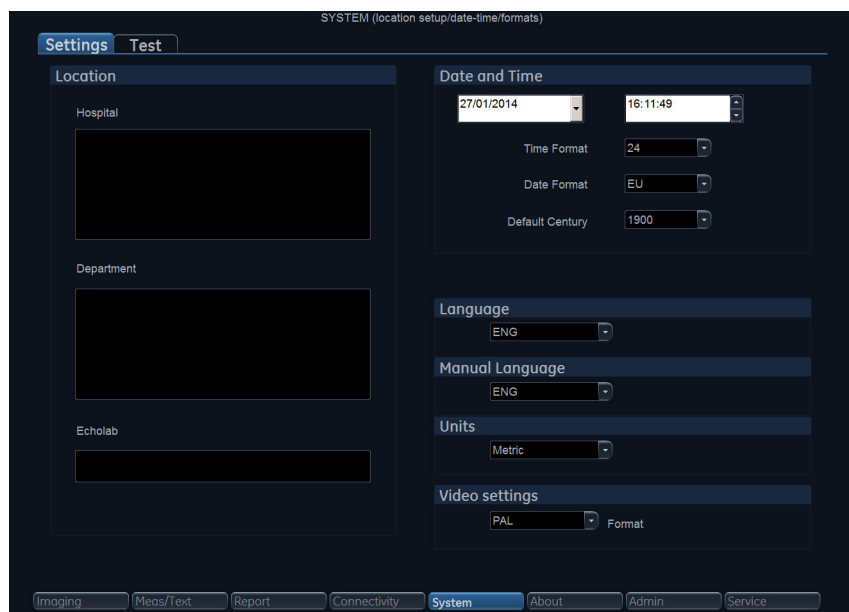 SYSTEM (location setup/date-time/formats)
Settings Test
Location
Hospital
Department
Echolab
Date and Time
27/01/2014 16:11:49
Time Format 24
Date Format EU
Default Century 1900
Language
ENG
Manual Language
ENG
Units
Metric
Video settings
PAL Format
Imaging Meas/Text Report Connectivity System About Admin Service